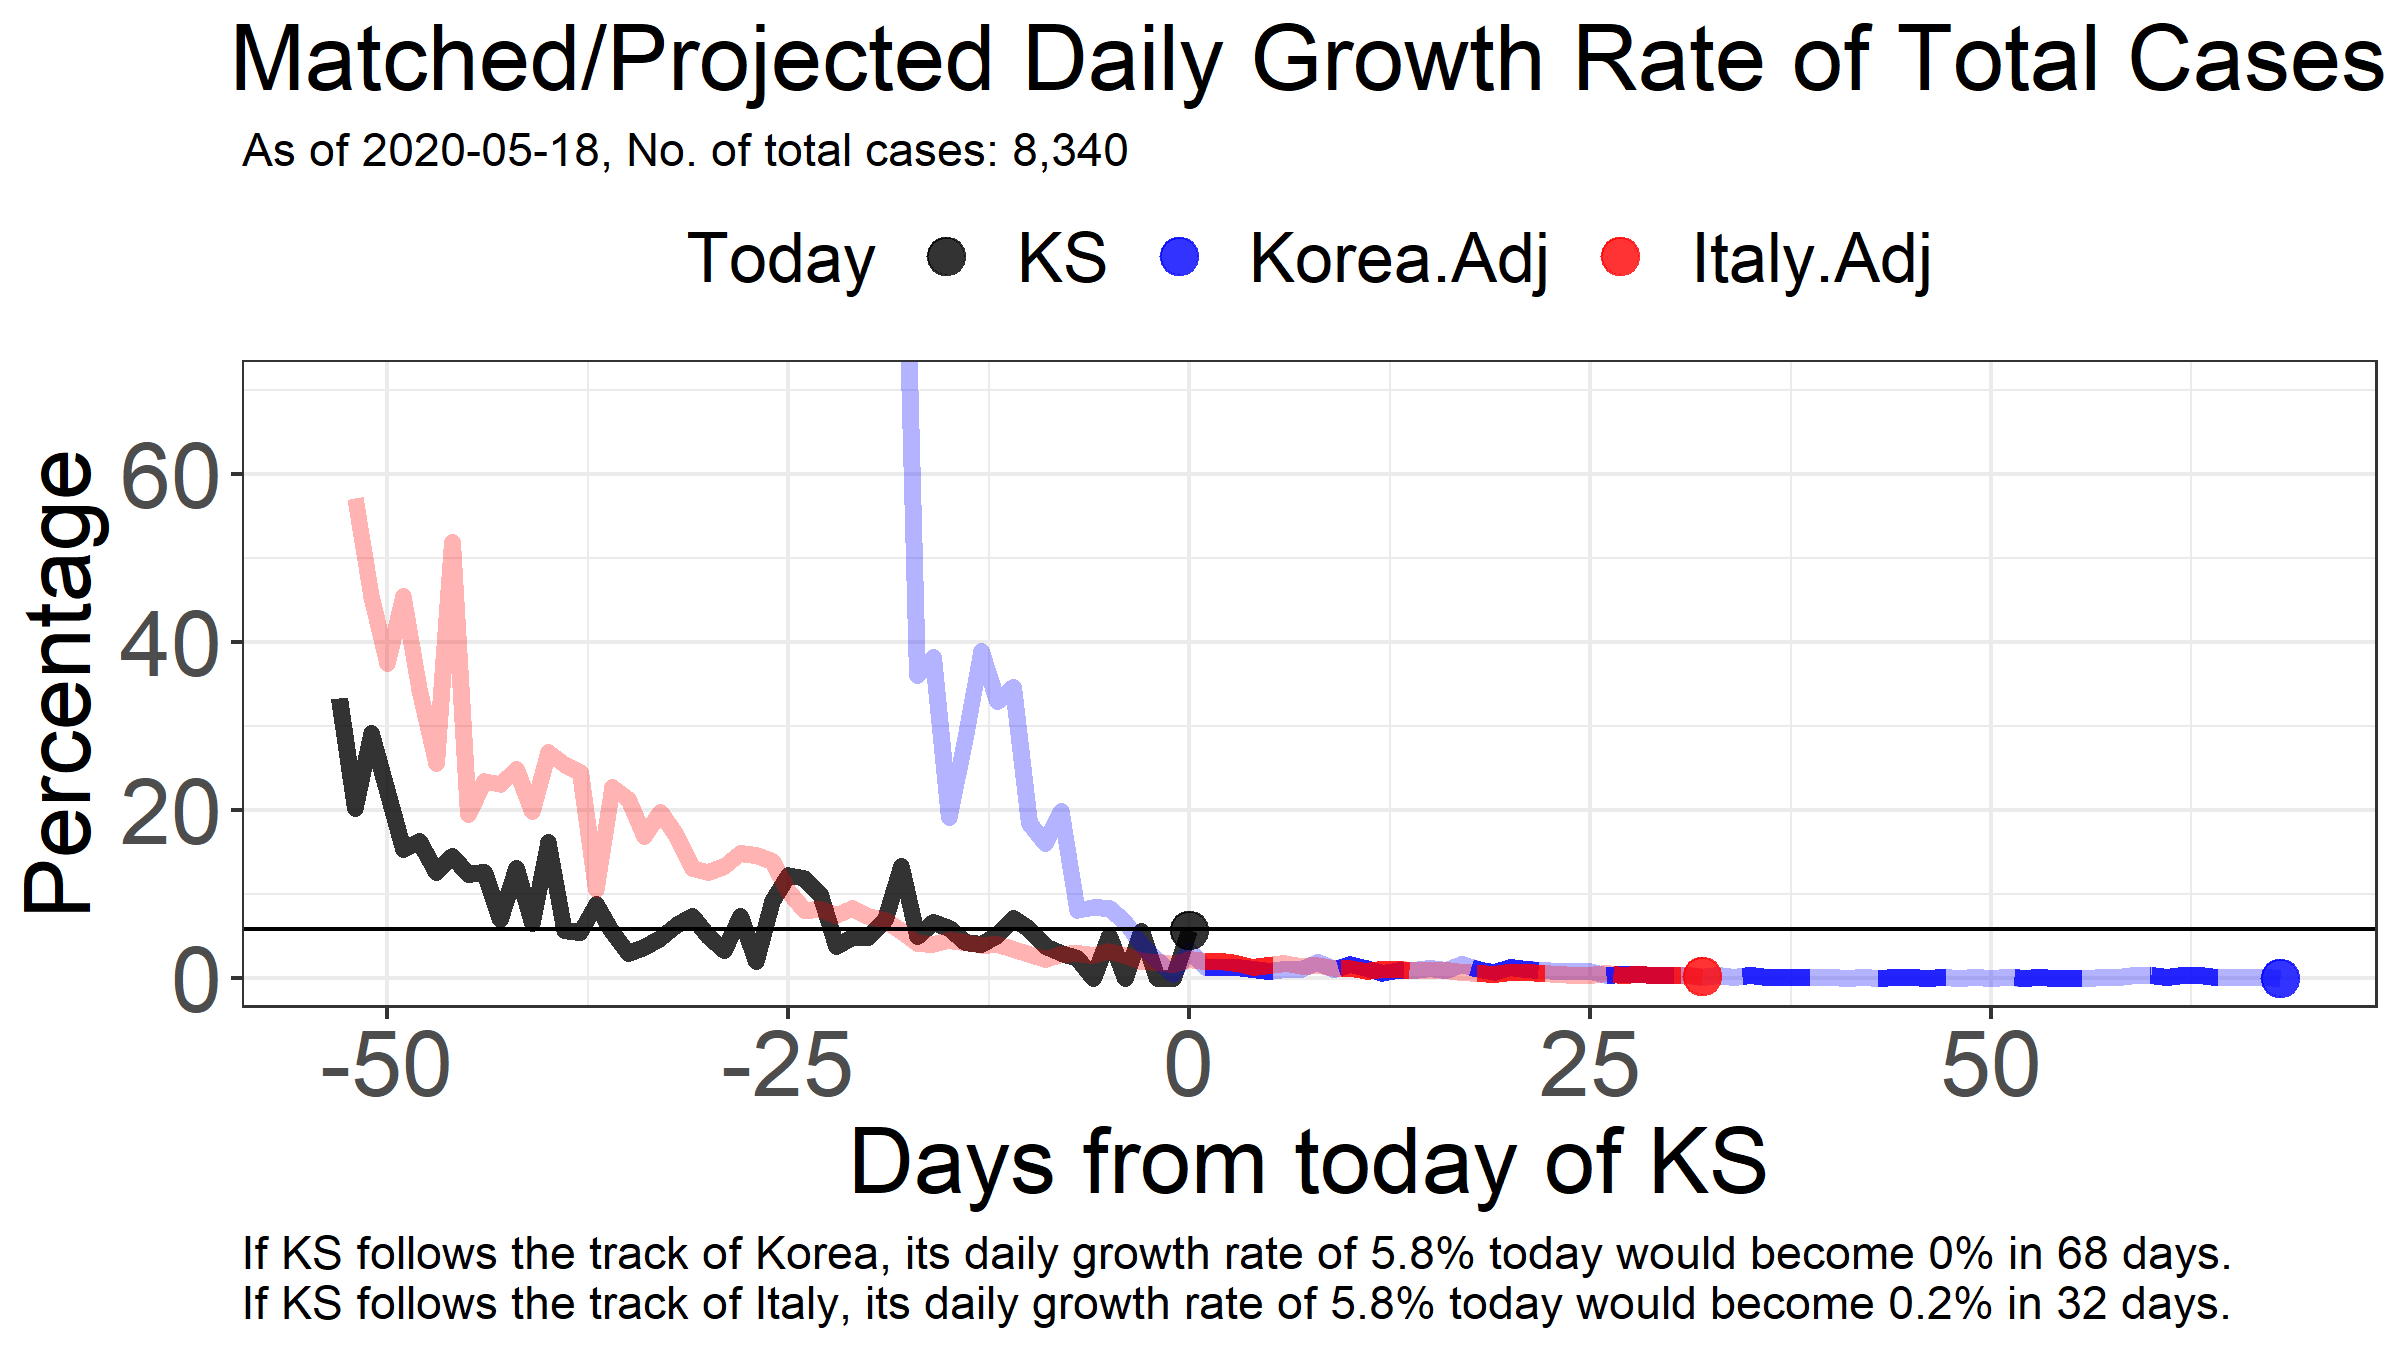 Matched/Projected Daily Growth Rate of Total Cases
As of 2020-05-18, No. of total cases: 8,340
Today KS Korea.Adj Italy.Adj
Percentage
60
40
20
0
-50 -25 0 25 50
Days from today of KS
If KS follows the track of Korea, its daily growth rate of 5.8% today would become 0% in 68 days.
If KS follows the track of Italy, its daily growth rate of 5.8% today would become 0.2% in 32 days.